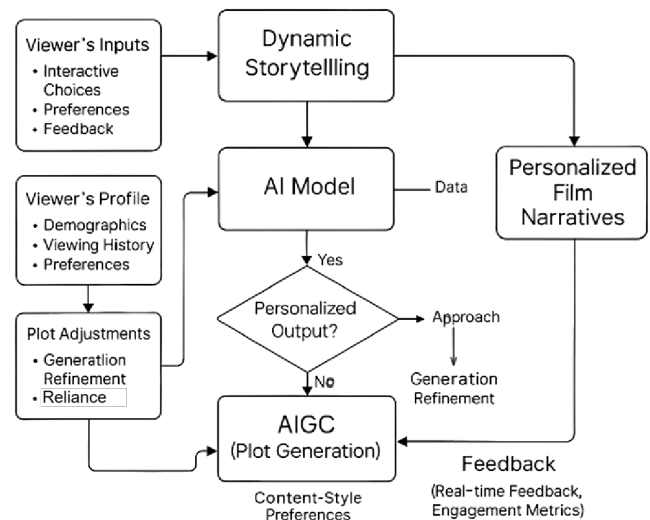 Viewer's Inputs
• Interactive
Choices
• Preferences
• Feedback
Dynamic
Storytellling
Viewer's Profile
• Demographics
• Viewing History
• Preferences
AI Model
Data
Personalized
Film
Narratives
Yes
Personalized
Output?
Approach
Generation
Refinement
Plot Adjustments
• Generatlion
Refinement
• Reliance
No
AIGC
(Plot Generation)
Content-Style
Preferences
Feedback
(Real-time Feedback,
Engagement Metrics)